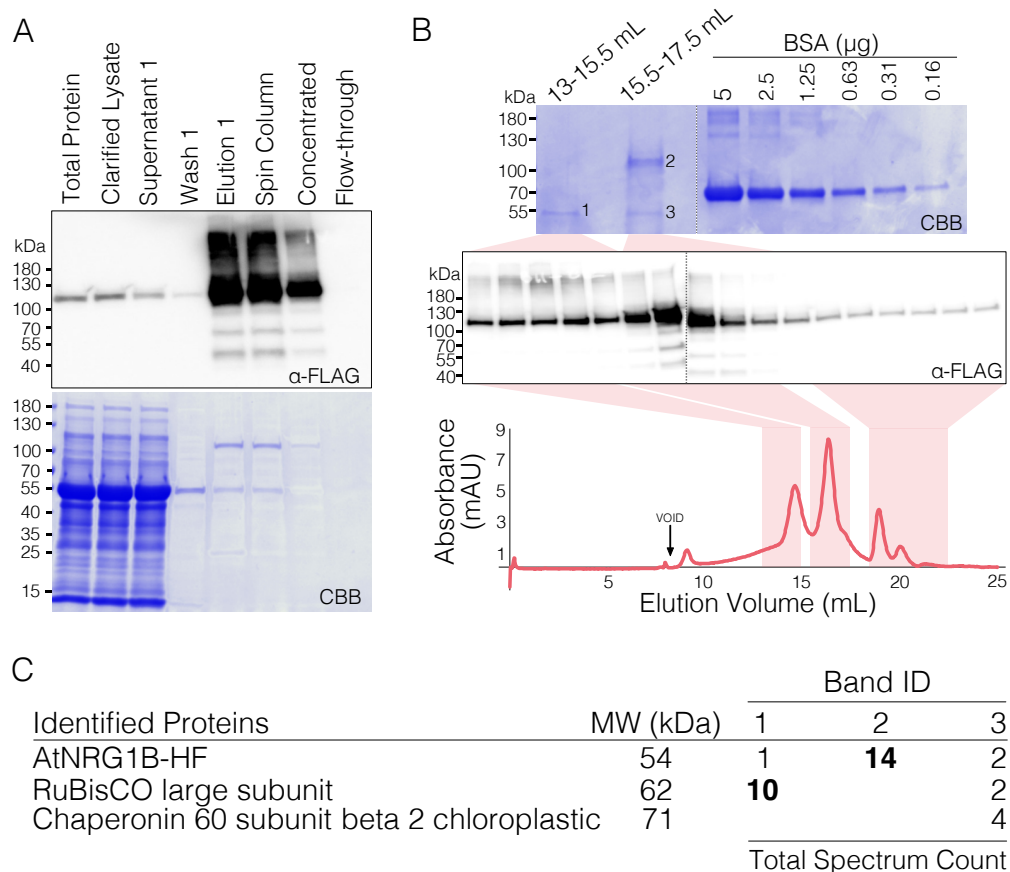 A
Total Protein
Clarified Lysate
Supernatant 1
Wash 1
Elution 1
Spin Column
Concentrated
Flow-through
kDa
180
130
100
70
55
40
α-FLAG
180
130
100
70
55
40
35
25
15
CBB
B
13-15.5 mL
15.5-17.5 mL
BSA (µg)
5
2.5
1.25
0.63
0.31
0.16
kDa
180
130
100
70
55
1
2
3
CBB
kDa
180
130
100
70
55
40
α-FLAG
Absorbance
(mAU)
9
7
5
3
1
VOID
5
10
15
20
25
Elution Volume (mL)
C
Band ID
Identified Proteins MW (kDa) 1 2 3
AtNRG1B-HF 54 1 14 2
RuBisCO large subunit 62 10 2
Chaperonin 60 subunit beta 2 chloroplastic 71 4
Total Spectrum Count